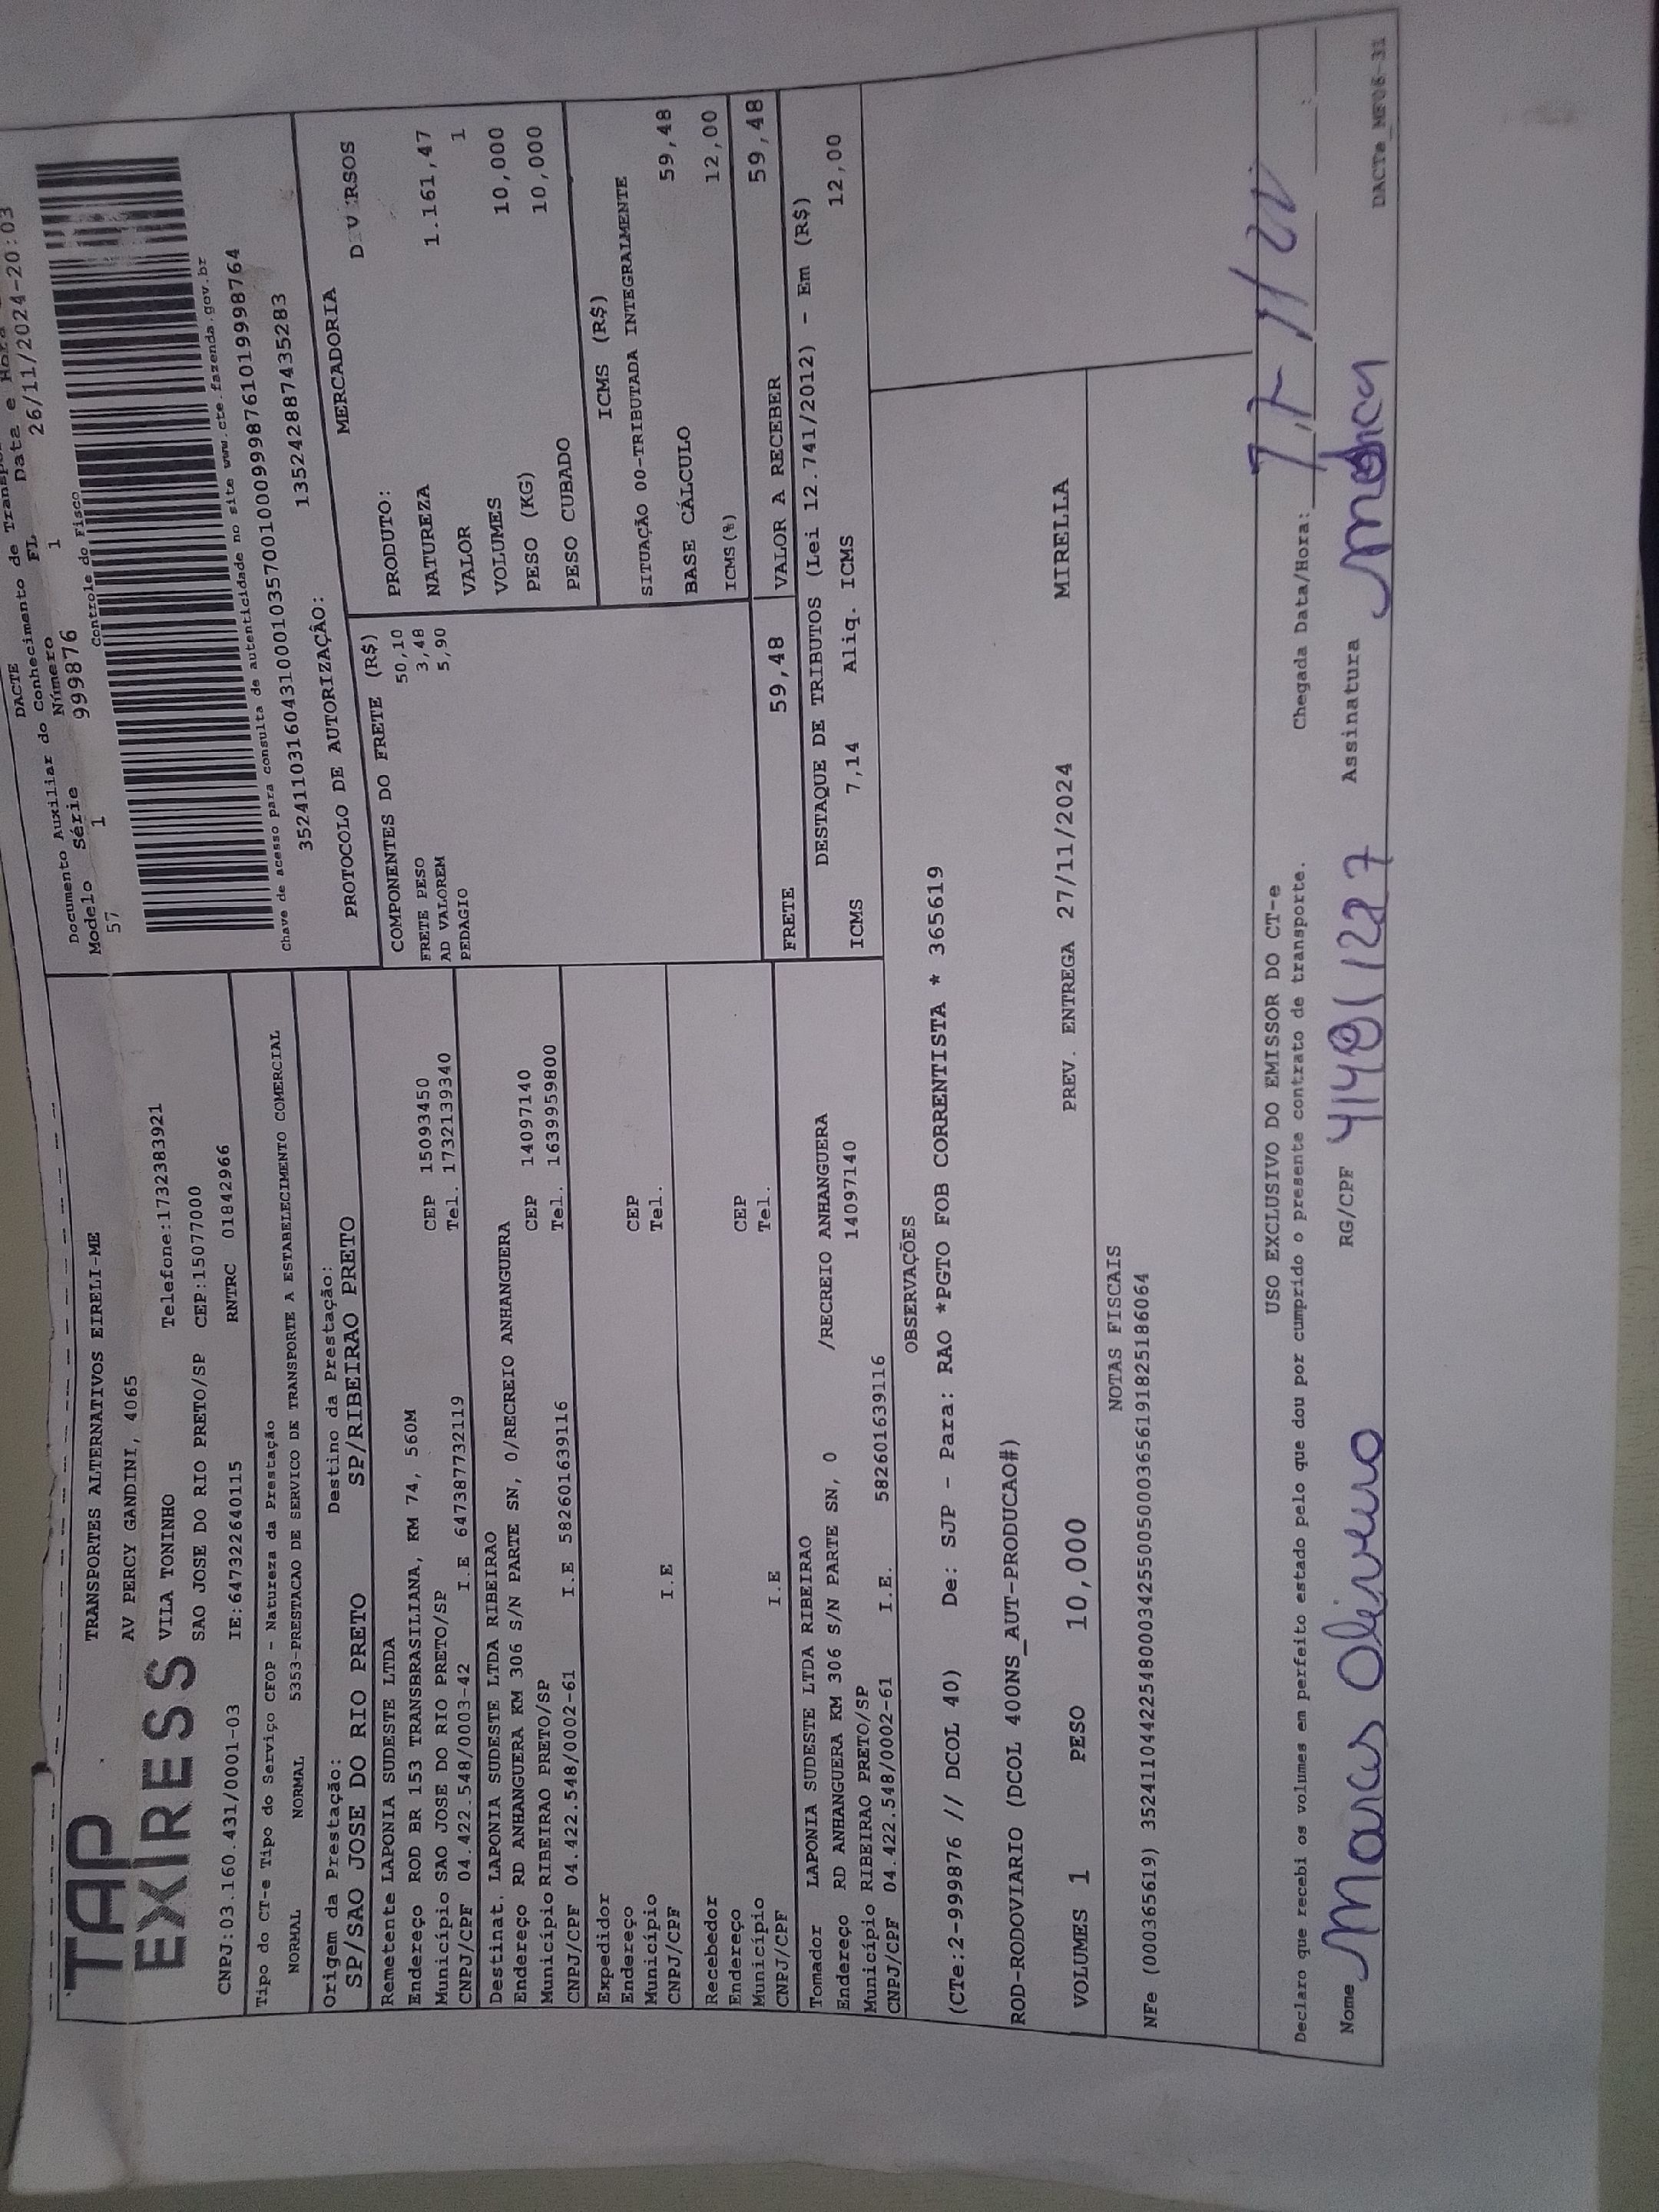 TAP
EXPRESS
TRANSPORTES ALTERNATIVOS EIRELI-ME
AV PERCY GANDINI, 4065
VILA TONINHO Telefone:1732383921
SAO JOSE DO RIO PRETO/SP CEP:15077000
CNPJ:03.160.431/0001-03 IE:647322640115 RNTRC 01842966
DACTE
Documento Auxiliar do Conhecimento de
Modelo Série Número FL Data e
57 1 999876 1 26/11/2024-20:03
Controle do Fisco
Chave de acesso para consulta de autenticidade no site www.cte.fazenda.gov.br
35241103160431000103570010009998761019998764
PROTOCOLO DE AUTORIZAÇÃO: 135242887435283
Tipo do CT-e Tipo do Serviço CFOP - Natureza da Prestação
NORMAL NORMAL 5353-PRESTACAO DE SERVICO DE TRANSPORTE A ESTABELECIMENTO COMERCIAL
Origem da Prestação: Destino da Prestação:
SP/SAO JOSE DO RIO PRETO SP/RIBEIRAO PRETO
Remetente LAPONIA SUDESTE LTDA
Endereço ROD BR 153 TRANSBRASILIANA, KM 74, 560M CEP 15093450
Município SAO JOSE DO RIO PRETO/SP Tel. 1732139340
CNPJ/CPF 04.422.548/0003-42 I.E 647387732119
Destinat. LAPONIA SUDESTE LTDA RIBEIRAO
Endereço RD ANHANGUERA KM 306 S/N PARTE SN, 0/RECREIO ANHANGUERA
Município RIBEIRAO PRETO/SP CEP 14097140
CNPJ/CPF 04.422.548/0002-61 I.E 582601639116 Tel. 1639959800
Expedidor
Endereço
Município CEP
CNPJ/CPF I.E Tel.
Recebedor
Endereço
Município CEP
CNPJ/CPF I.E Tel.
Tomador LAPONIA SUDESTE LTDA RIBEIRAO
Endereço RD ANHANGUERA KM 306 S/N PARTE SN, 0 /RECREIO ANHANGUERA
Município RIBEIRAO PRETO/SP 14097140
CNPJ/CPF 04.422.548/0002-61 I.E. 582601639116
COMPONENTES DO FRETE (R$)
FRETE PESO 50,10
AD VALOREM 3,48
PEDAGIO 5,90
MERCADORIA
PRODUTO:
NATUREZA
VALOR 1.161,47
VOLUMES 1
PESO (KG) 10,000
PESO CUBADO 10,000
ICMS (R$)
SITUAÇÃO 00-TRIBUTADA INTEGRALMENTE
BASE CÁLCULO 59,48
ICMS(%) 12,00
FRETE 59,48 VALOR A RECEBER 59,48
DESTAQUE DE TRIBUTOS (Lei 12.741/2012) - Em (R$)
ICMS 7,14 Aliq. ICMS 12,00
OBSERVAÇÕES
(CTe:2-999876 // DCOL 40) De: SJP - Para: RAO *PGTO FOB CORRENTISTA * 365619
ROD-RODOVIARIO (DCOL 400NS_AUT-PRODUCAO#)
VOLUMES 1 PESO 10,000 PREV. ENTREGA 27/11/2024 MIRELLA
NOTAS FISCAIS
NFe (000365619) 35241104422548000342550050003656191825186064
USO EXCLUSIVO DO EMISSOR DO CT-e
Declaro que recebi os volumes em perfeito estado pelo que dou por cumprido o presente contrato de transporte. Chegada Data/Hora:
Nome Marcos Oliveira RG/CPF Assinatura
DACTe_MF06-31